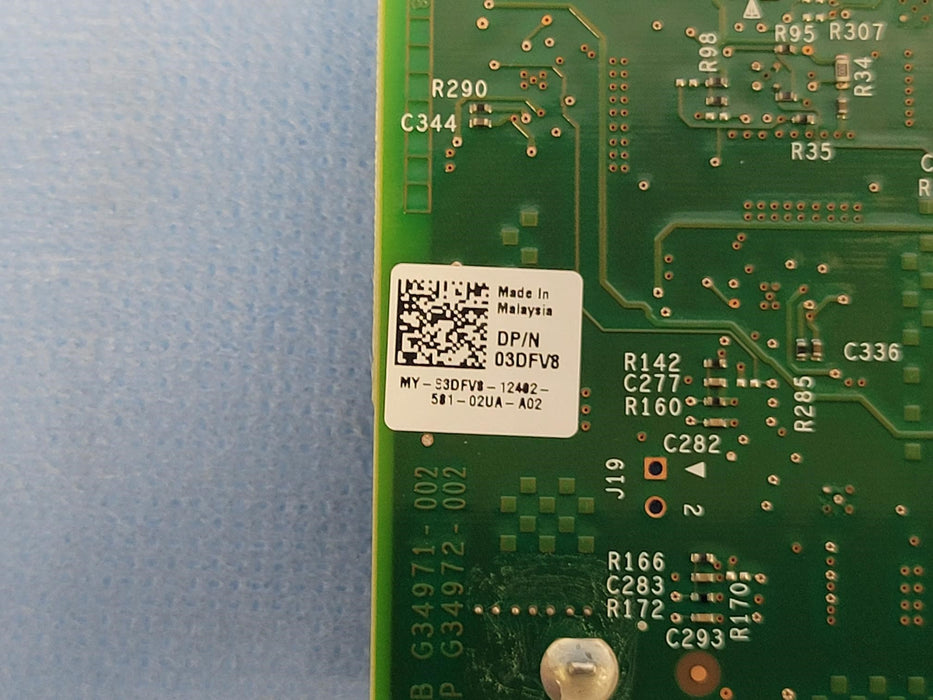 R98
R95
R307
R34
R290
C344
R35
Made In
Malaysia
DP/N
03DFV8
MY-S3DFV8-12402-
581-02UA-A02
C336
R142
C277
R160
R285
C282
J19
2
B G34971-002
P G34972-002
R166
C283
R172
R170
C293